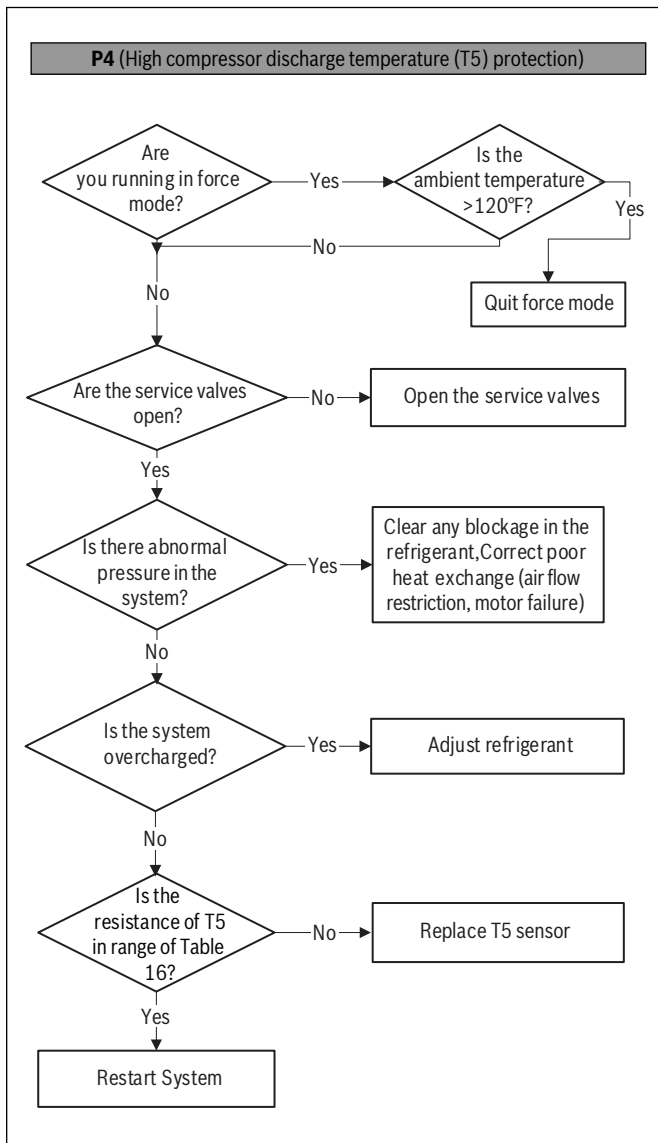 P4 (High compressor discharge temperature (T5) protection)
Are
you running in force
mode?
Yes
Is the
ambient temperature
>120°F?
Yes
No
Quit force mode
No
Are the service valves
open?
No
Open the service valves
Yes
Is there abnormal
pressure in the
system?
Yes
Clear any blockage in the
refrigerant,Correct poor
heat exchange (air flow
restriction, motor failure)
No
Is the system
overcharged?
Yes
Adjust refrigerant
No
Is the
resistance of T5
in range of Table
16?
No
Replace T5 sensor
Yes
Restart System